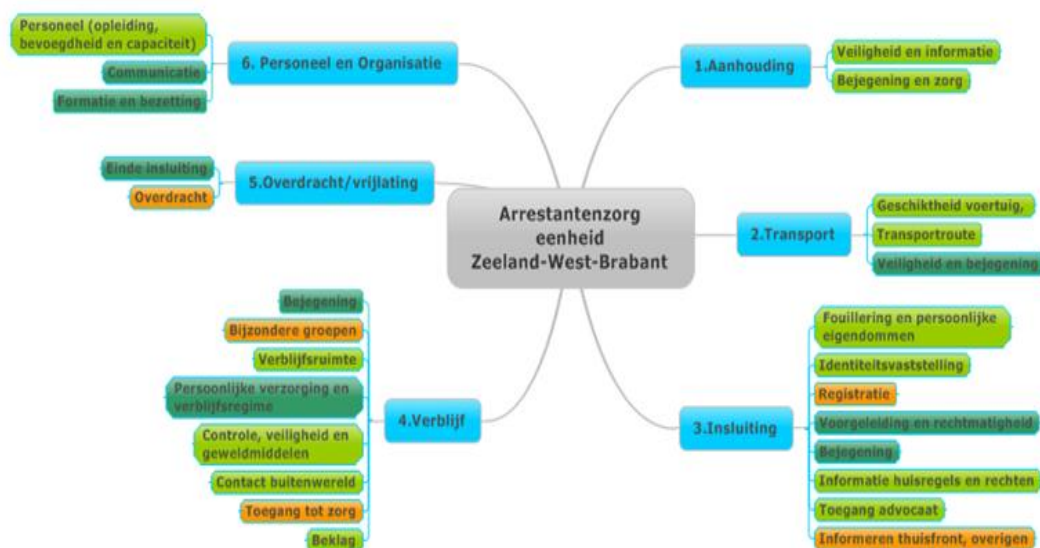 Arrestantenzorg
eenheid
Zeeland-West-Brabant
1.Aanhouding
Veiligheid en informatie
Bejegening en zorg
2.Transport
Geschiktheid voertuig,
Transportroute
Veiligheid en bejegening
3.Insluiting
Fouillering en persoonlijke
eigendommen
Identiteitsvaststelling
Registratie
Voorgeleiding en rechtmatigheid
Bejegening
Informatie huisregels en rechten
Toegang advocaat
Informeren thuisfront, overigen
4.Verblijf
Bejegening
Bijzondere groepen
Verblijfsruimte
Persoonlijke verzorging en
verblijfsregime
Controle, veiligheid en
geweldmiddelen
Contact buitenwereld
Toegang tot zorg
Beklag
5.Overdracht/vrijlating
Einde insluiting
Overdracht
6. Personeel en Organisatie
Personeel (opleiding,
bevoegdheid en capaciteit)
Communicatie
Formatie en bezetting